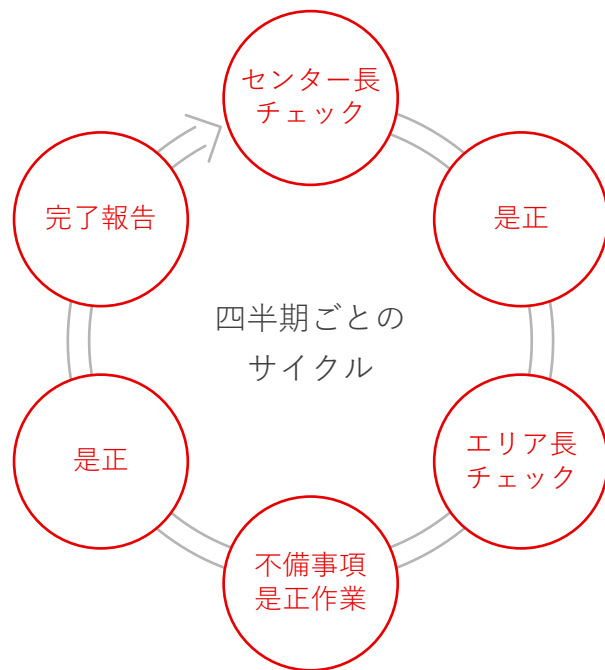 センター長
チェック
是正
エリア長
チェック
不備事項
是正作業
是正
完了報告
四半期ごとの
サイクル